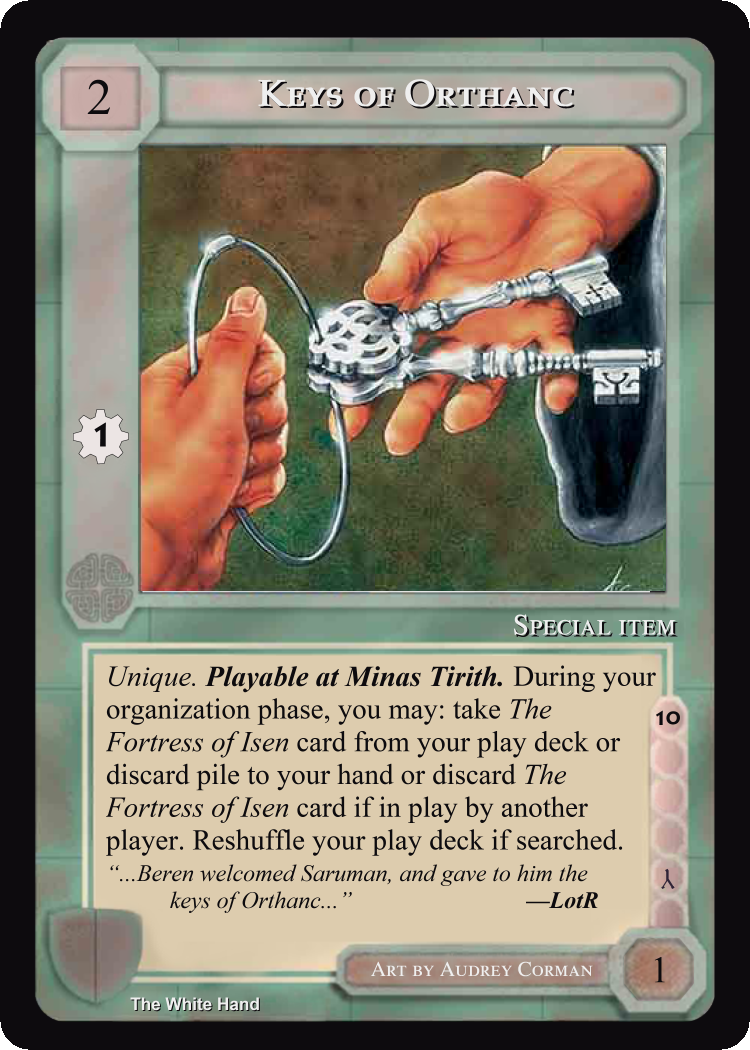 2
Keys of Orthanc
1
Special item
Unique. Playable at Minas Tirith. During your
organization phase, you may: take The
Fortress of Isen card from your play deck or
discard pile to your hand or discard The
Fortress of Isen card if in play by another
player. Reshuffle your play deck if searched.
10
“...Beren welcomed Saruman, and gave to him the
keys of Orthanc...” —LotR
Art by Audrey Corman
1
The White Hand